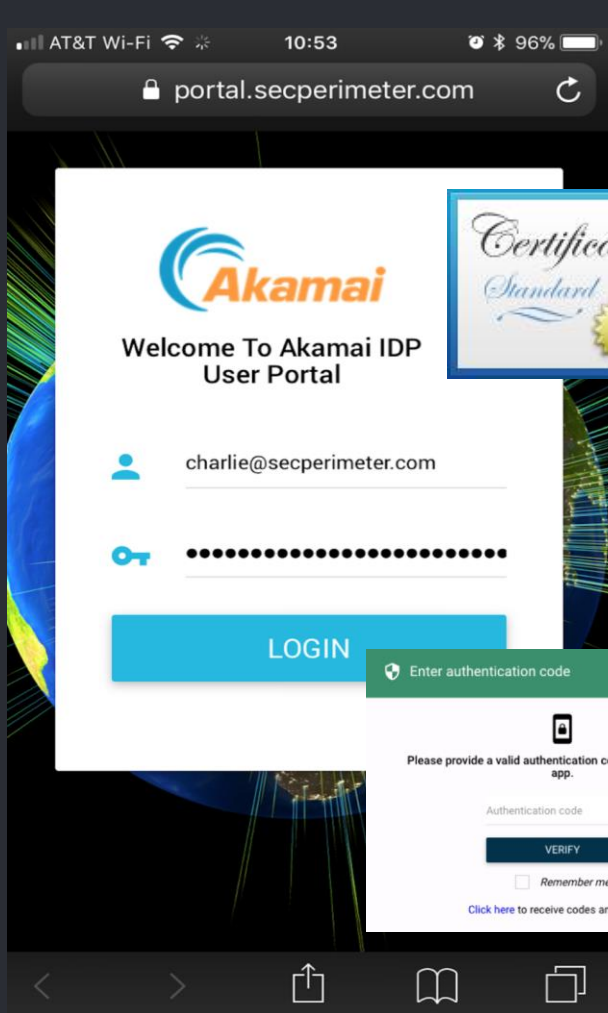 AT&T Wi-Fi 10:53 96%
portal.secperimeter.com
Akamai
Certifica
Standard
Welcome To Akamai IDP
User Portal
charlie@secperimeter.com
LOGIN
Enter authentication code
Please provide a valid authentication
app.
Authentication code
VERIFY
Remember me
Click here to receive codes